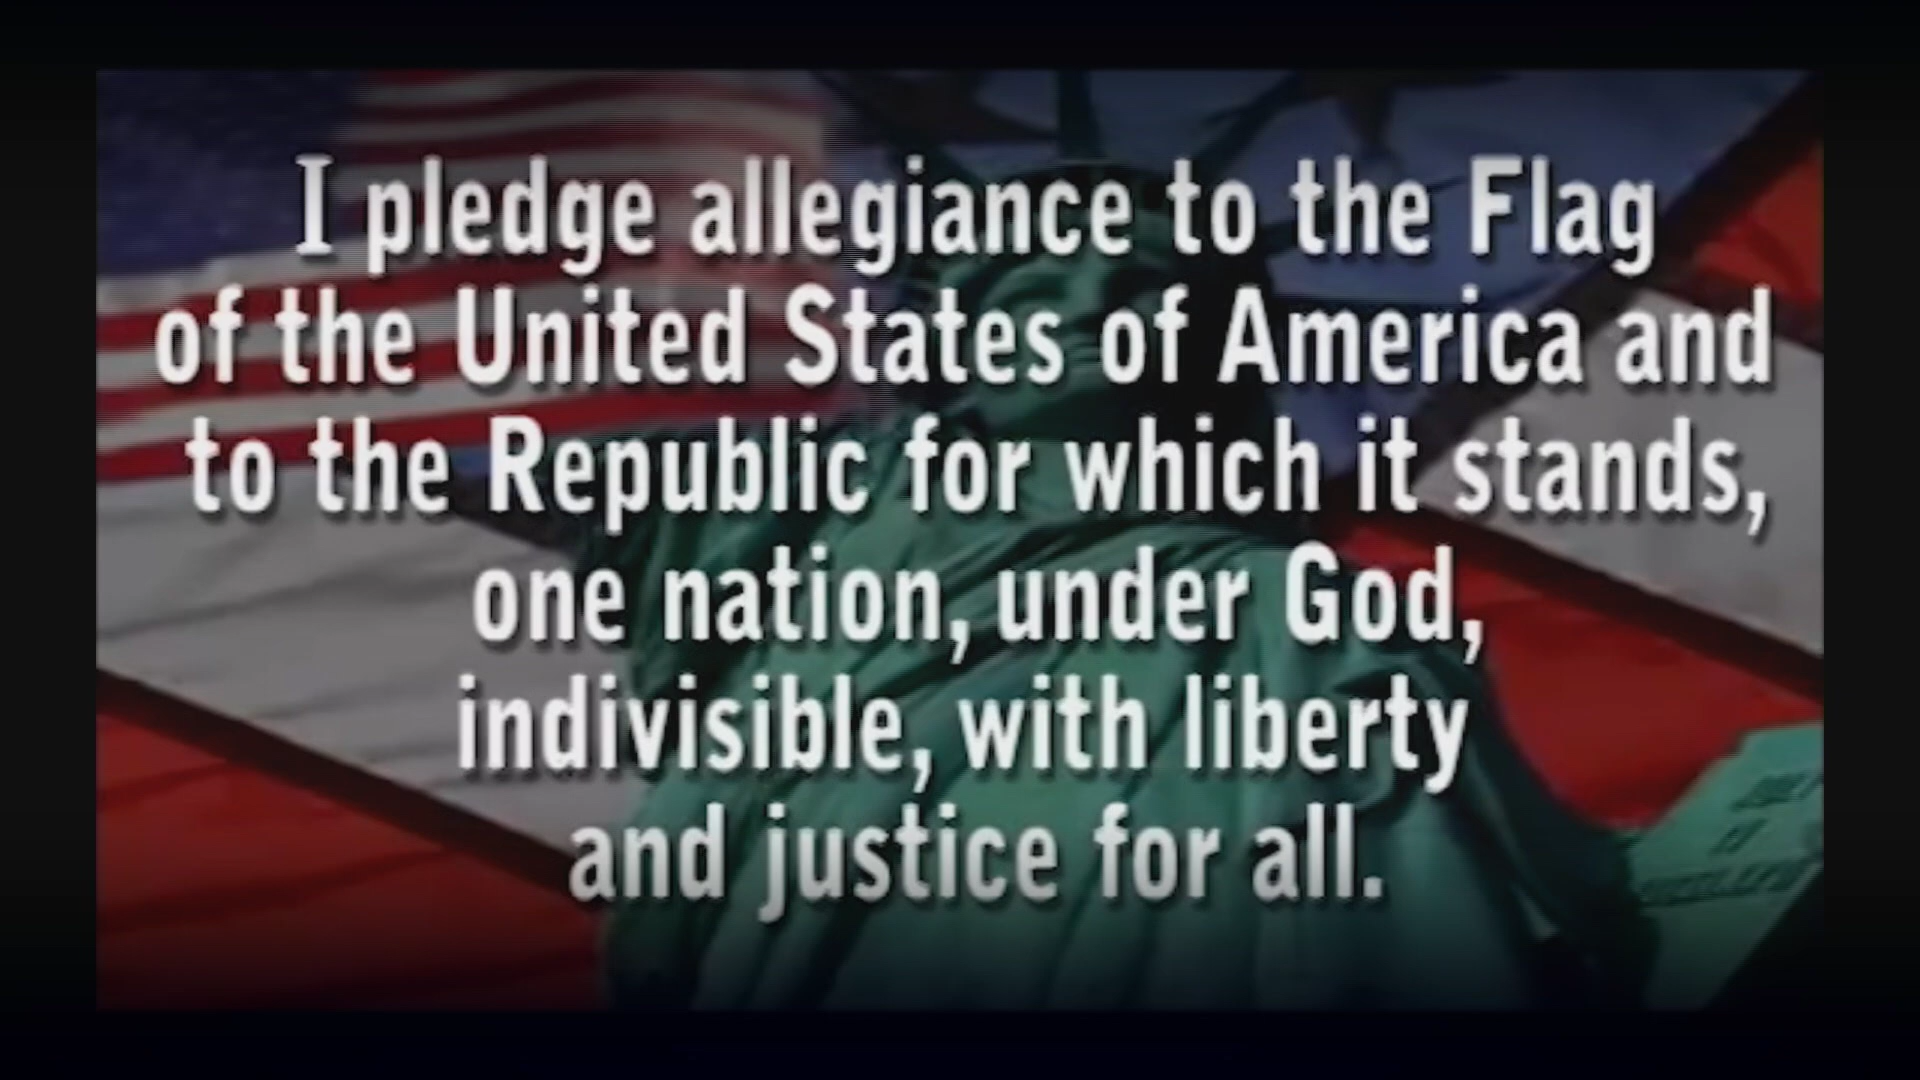 I pledge allegiance to the Flag
of the United States of America and
to the Republic for which it stands,
one nation, under God,
indivisible, with liberty
and justice for all.